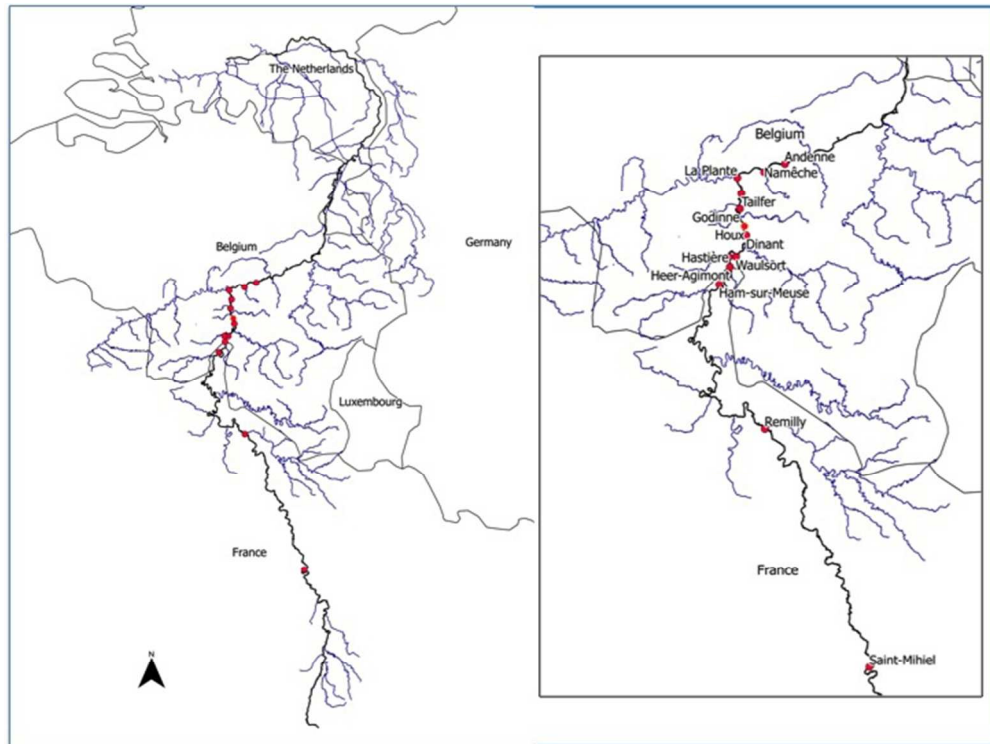 The Netherlands
Belgium
Germany
Luxembourg
France
N
Belgium
Andenne
La Plante
Namêche
Tailfer
Godinne
Houx
Dinant
Hastière
Waulsort
Heer-Agimont
Ham-sur-Meuse
Remilly
France
Saint-Mihiel